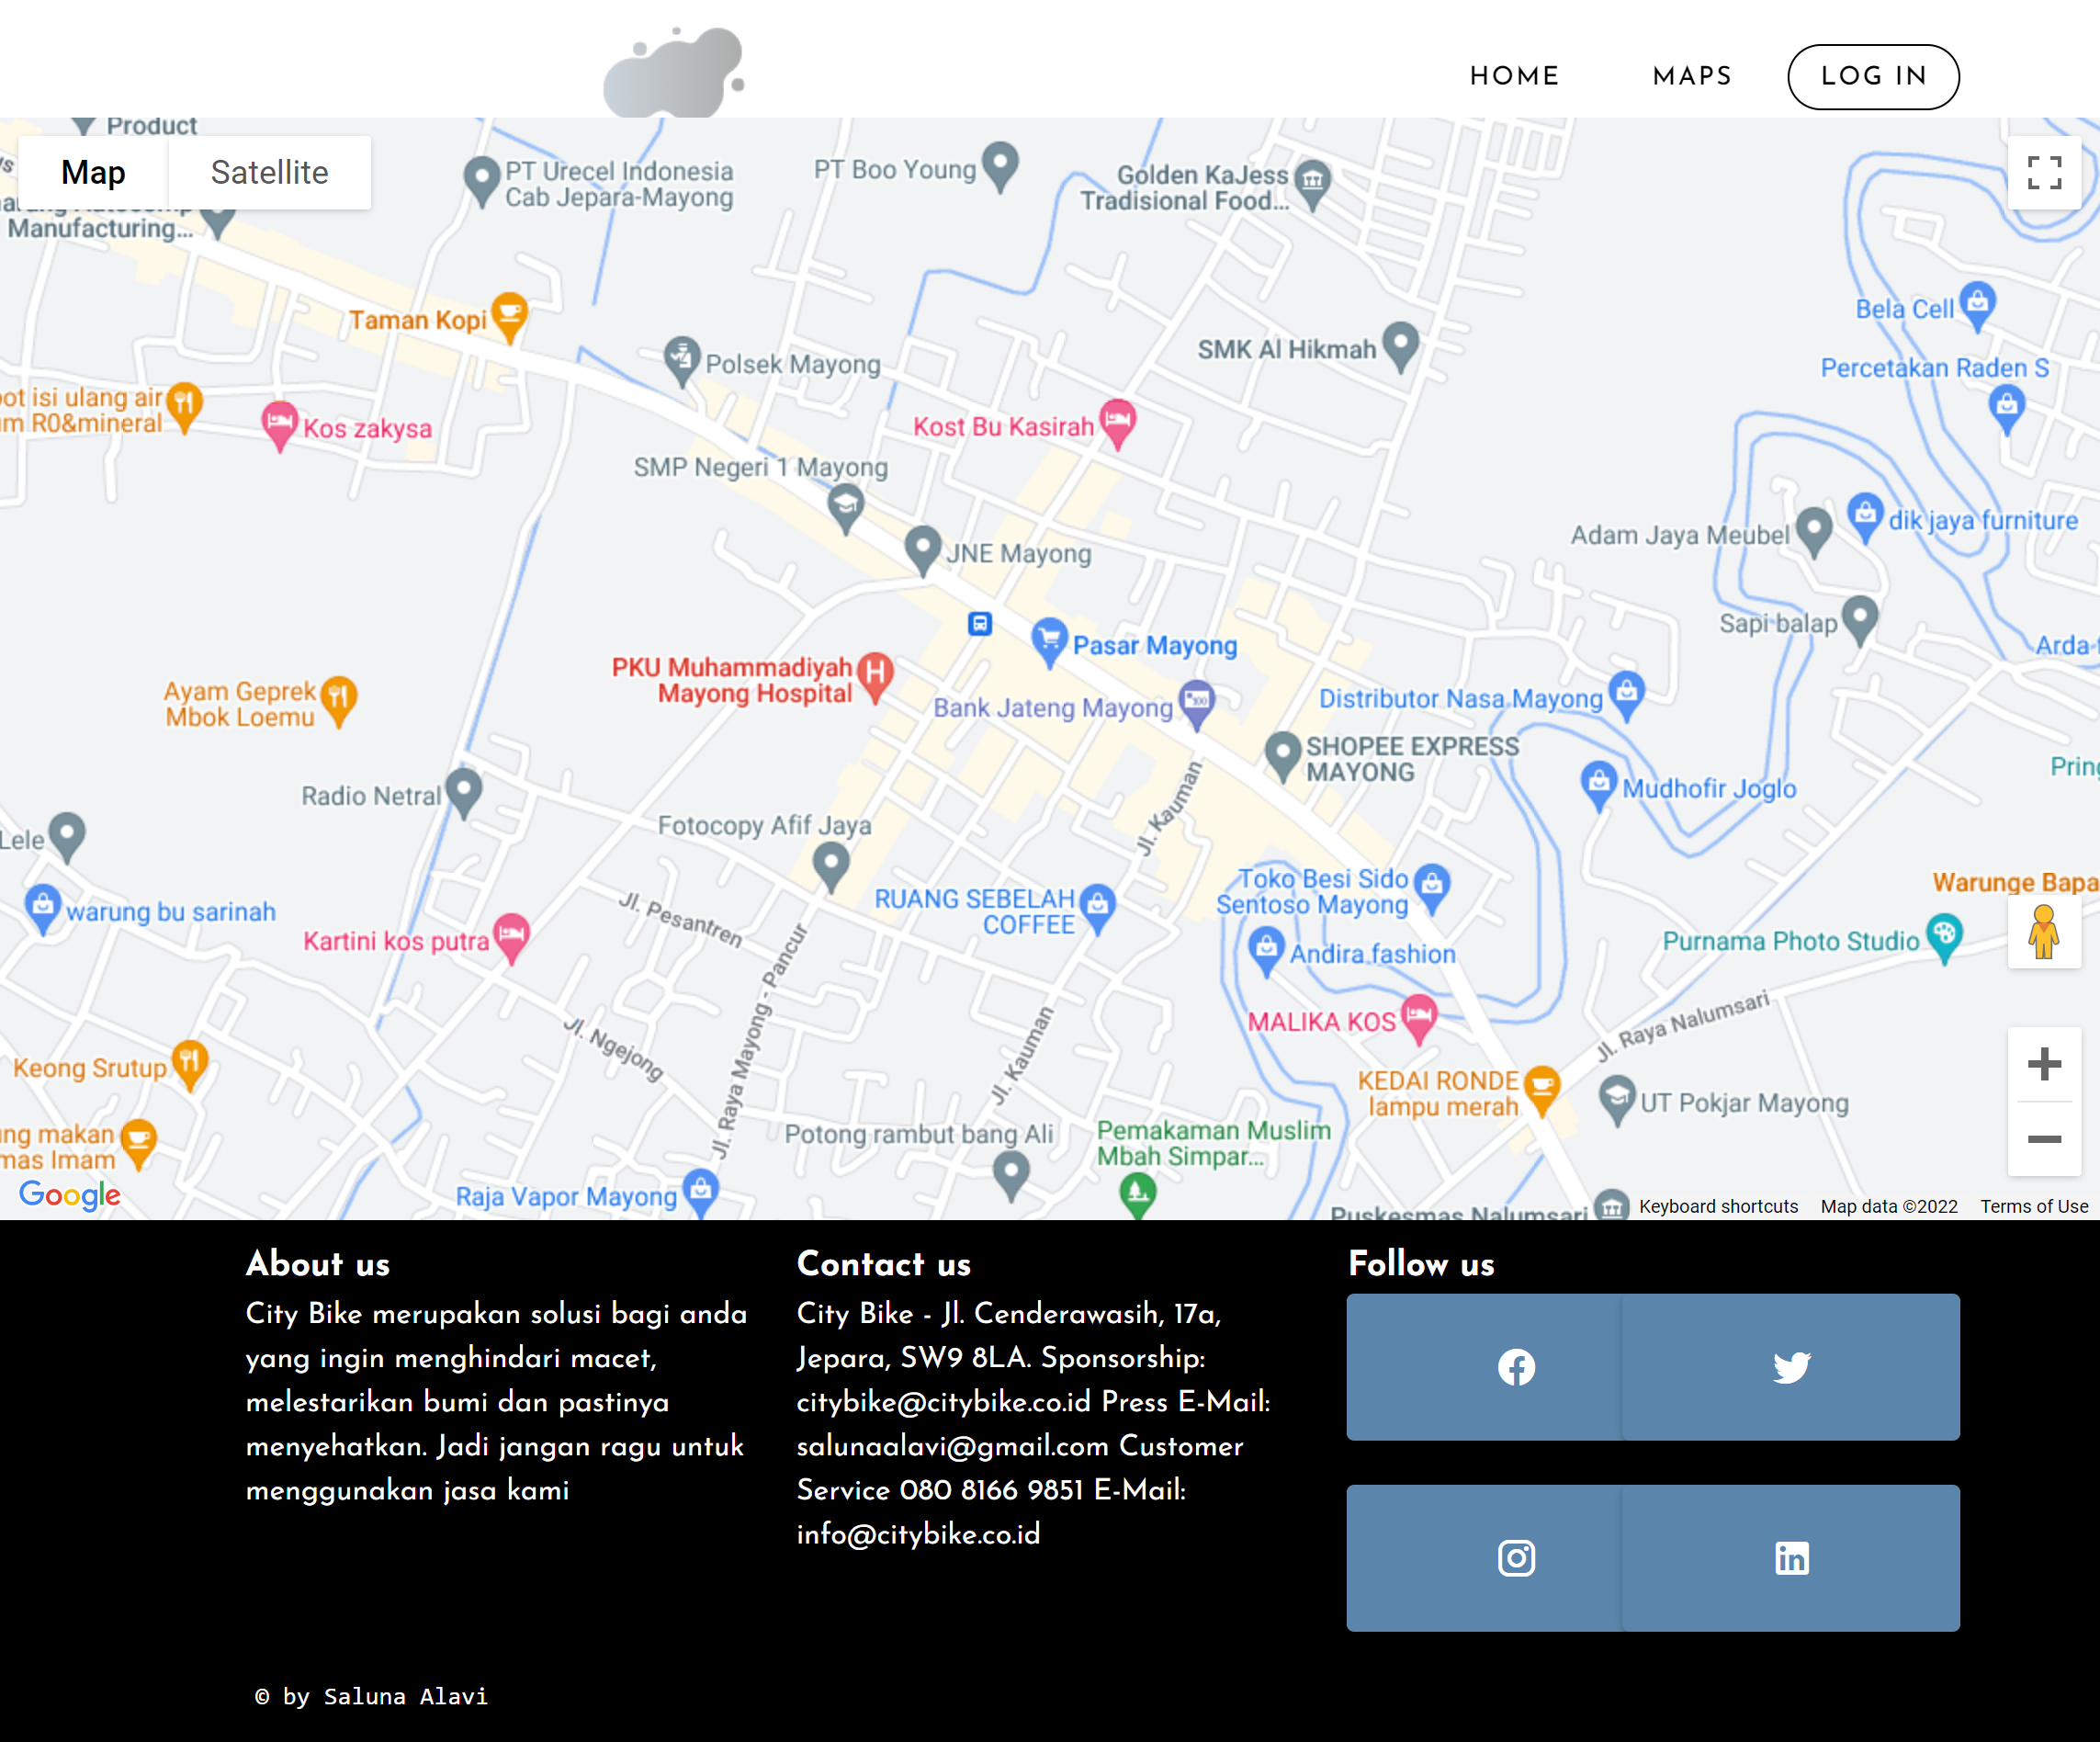 HOME MAPS LOG IN
Product
Map Satellite
Manufacturing...
PT Urecel Indonesia
Cab Jepara-Mayong
PT Boo Young
Golden KaJess
Tradisional Food...
Taman Kopi
Polsek Mayong
SMK Al Hikmah
Bela Cell
Percetakan Raden S
isi ulang air
R0&mineral
Kos zakysa
Kost Bu Kasirah
SMP Negeri 1 Mayong
JNE Mayong
Adam Jaya Meubel
dik jaya furniture
Sapi balap
Arda
Pasar Mayong
PKU Muhammadiyah
Mayong Hospital
Ayam Geprek
Mbok Loemu
Bank Jateng Mayong
Distributor Nasa Mayong
SHOPEE EXPRESS
MAYONG
Jl. Kauman
Mudhofir Joglo
Radio Netral
Fotocopy Afif Jaya
Lele
warung bu sarinah
Kartini kos putra
Jl. Pesantren
RUANG SEBELAH
COFFEE
Toko Besi Sido
Sentoso Mayong
Andira fashion
Warunge Bapa
Purnama Photo Studio
MALIKA KOS
Jl. Raya Nalumsari
Jl. Ngejong
Jl. Raya Mayong - Pancur
Jl. Kauman
Keong Srutup
KEDAI RONDE
lampu merah
UT Pokjar Mayong
makan
mas Imam
Potong rambut bang Ali
Pemakaman Muslim
Mbah Simpar...
Raja Vapor Mayong
Puskesmas Nalumsari
Google
Keyboard shortcuts Map data ©2022 Terms of Use
About us
City Bike merupakan solusi bagi anda
yang ingin menghindari macet,
melestarikan bumi dan pastinya
menyehatkan. Jadi jangan ragu untuk
menggunakan jasa kami
Contact us
City Bike - Jl. Cenderawasih, 17a,
Jepara, SW9 8LA. Sponsorship:
citybike@citybike.co.id Press E-Mail:
salunaalavi@gmail.com Customer
Service 080 8166 9851 E-Mail:
info@citybike.co.id
Follow us
© by Saluna Alavi